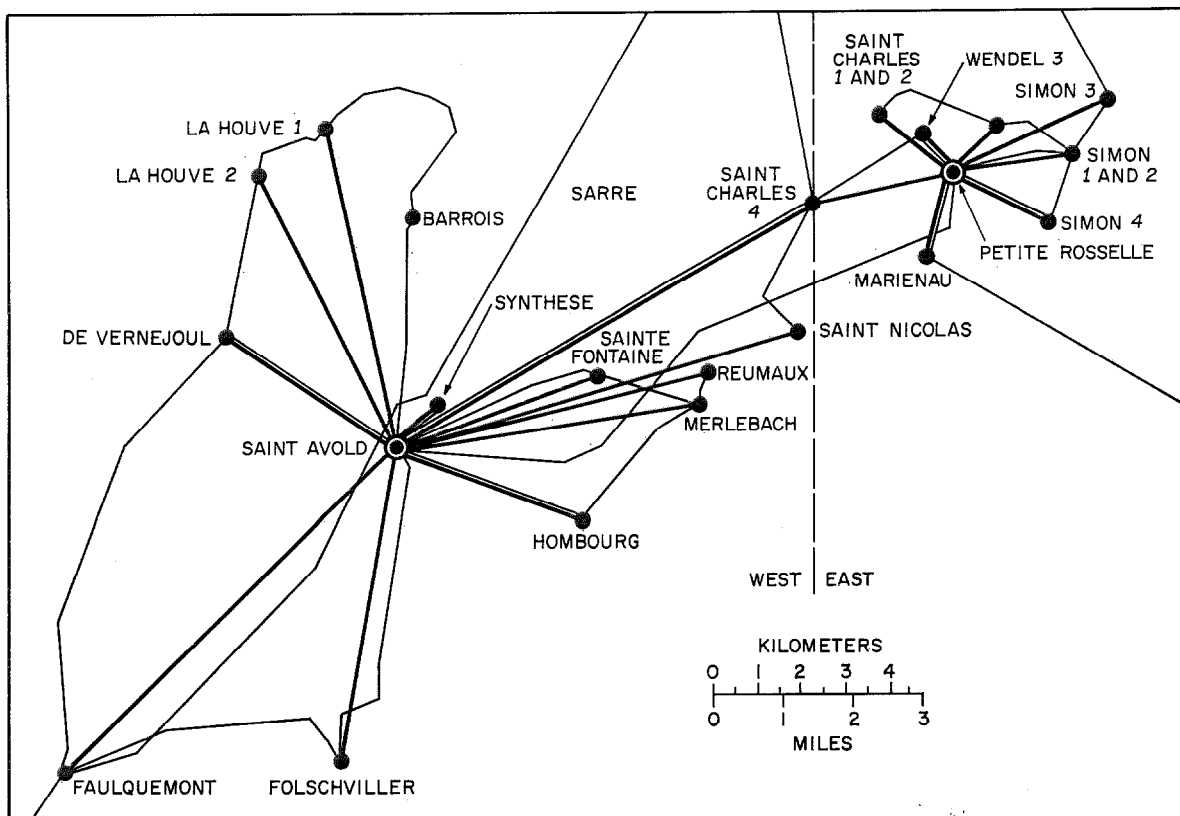 SAINT
CHARLES
1 AND 2
WENDEL 3
SIMON 3
LA HOUVE 1
LA HOUVE 2
SARRE
SAINT
CHARLES
4
SIMON
1 AND 2
BARROIS
SIMON 4
PETITE ROSSELLE
MARIENAU
SYNTHESE
DE VERNEJOUL
SAINTE
FONTAINE
SAINT NICOLAS
REUMAUX
MERLEBACH
SAINT AVOLD
HOMBOURG
WEST
EAST
KILOMETERS
0 1 2 3 4
0 1 2 3
MILES
FAULQUEMONT
FOLSCHVILLER